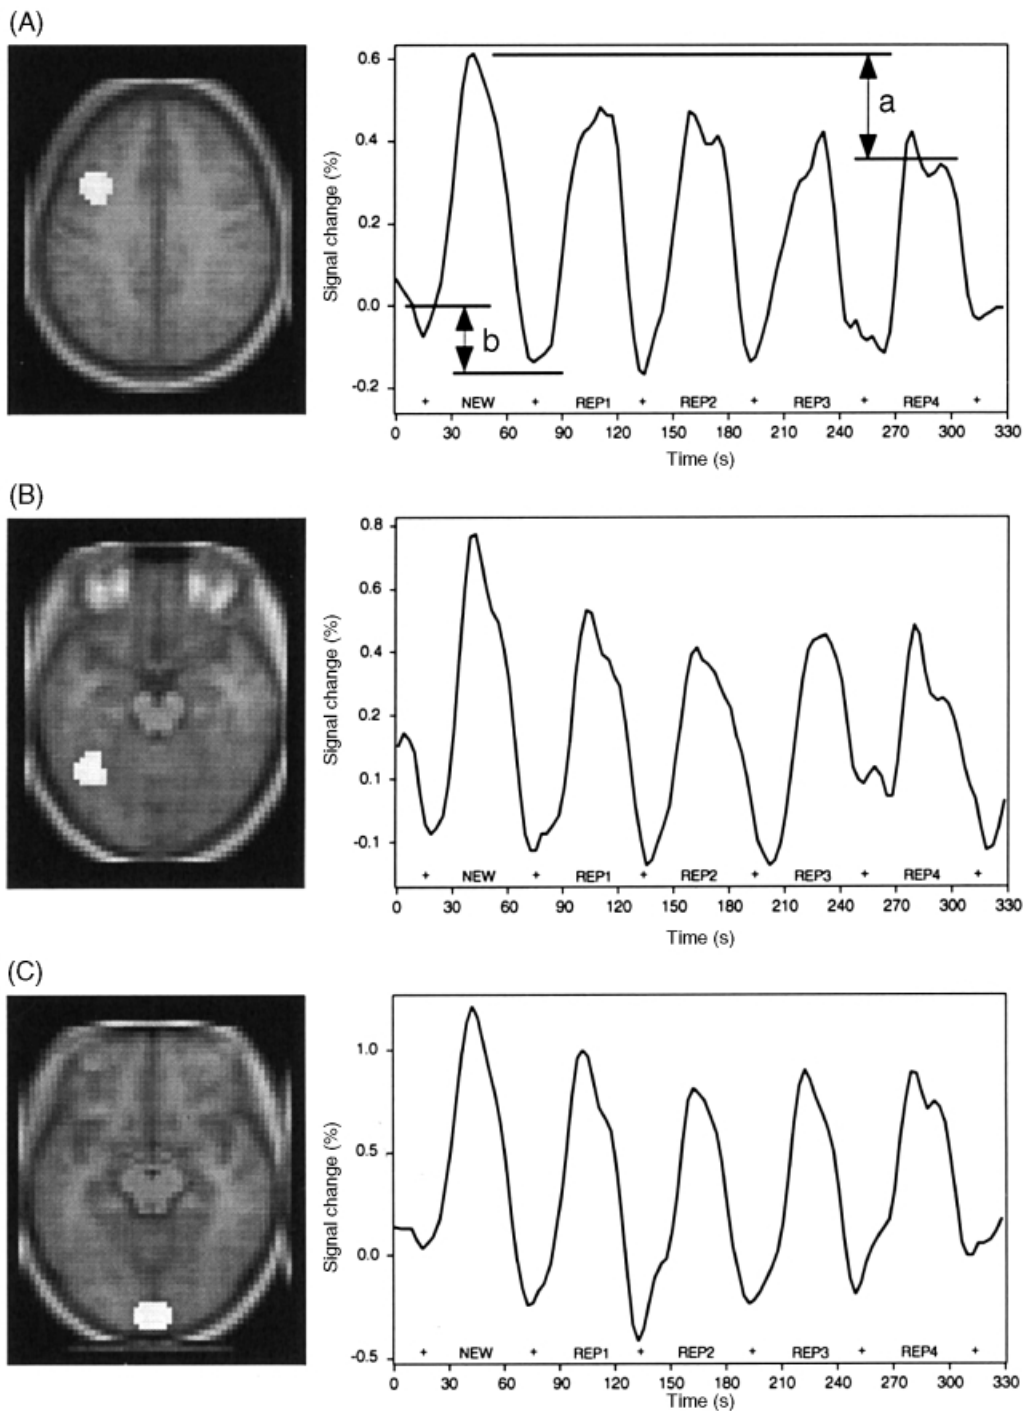 (A)
Signal change (%)
0.6
0.4
0.2
0.0
-0.2
a
b
+ NEW + REP1 + REP2 + REP3 + REP4 +
0 30 60 90 120 150 180 210 240 270 300 330
Time (s)
(B)
Signal change (%)
0.8
0.6
0.4
0.2
0.1
-0.1
+ NEW + REP1 + REP2 + REP3 + REP4 +
0 30 60 90 120 150 180 210 240 270 300 330
Time (s)
(C)
Signal change (%)
1.0
0.5
0.0
-0.5
+ NEW + REP1 + REP2 + REP3 + REP4 +
0 30 60 90 120 150 180 210 240 270 300 330
Time (s)